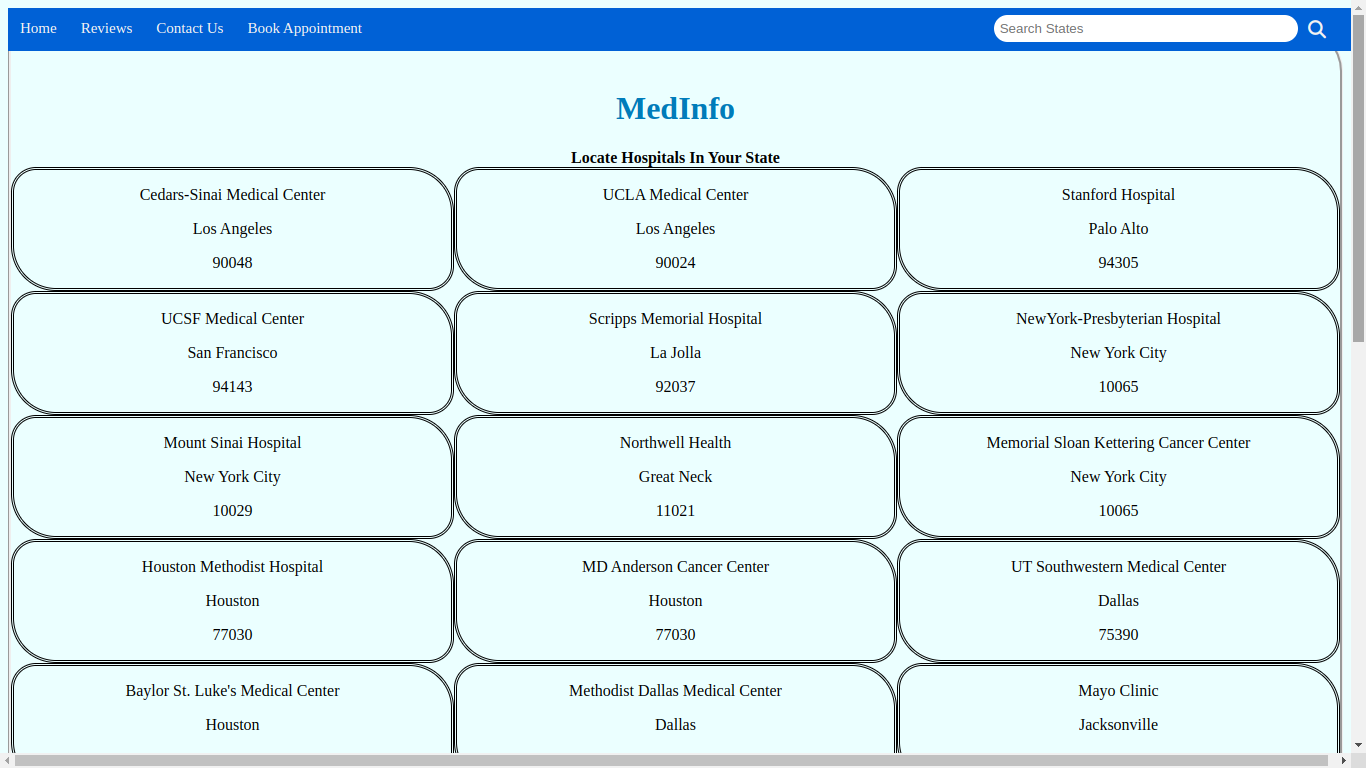 Home Reviews Contact Us Book Appointment Search States
MedInfo
Locate Hospitals In Your State
Cedars-Sinai Medical Center
Los Angeles
90048
UCLA Medical Center
Los Angeles
90024
Stanford Hospital
Palo Alto
94305
UCSF Medical Center
San Francisco
94143
Scripps Memorial Hospital
La Jolla
92037
NewYork-Presbyterian Hospital
New York City
10065
Mount Sinai Hospital
New York City
10029
Northwell Health
Great Neck
11021
Memorial Sloan Kettering Cancer Center
New York City
10065
Houston Methodist Hospital
Houston
77030
MD Anderson Cancer Center
Houston
77030
UT Southwestern Medical Center
Dallas
75390
Baylor St. Luke's Medical Center
Houston
Methodist Dallas Medical Center
Dallas
Mayo Clinic
Jacksonville